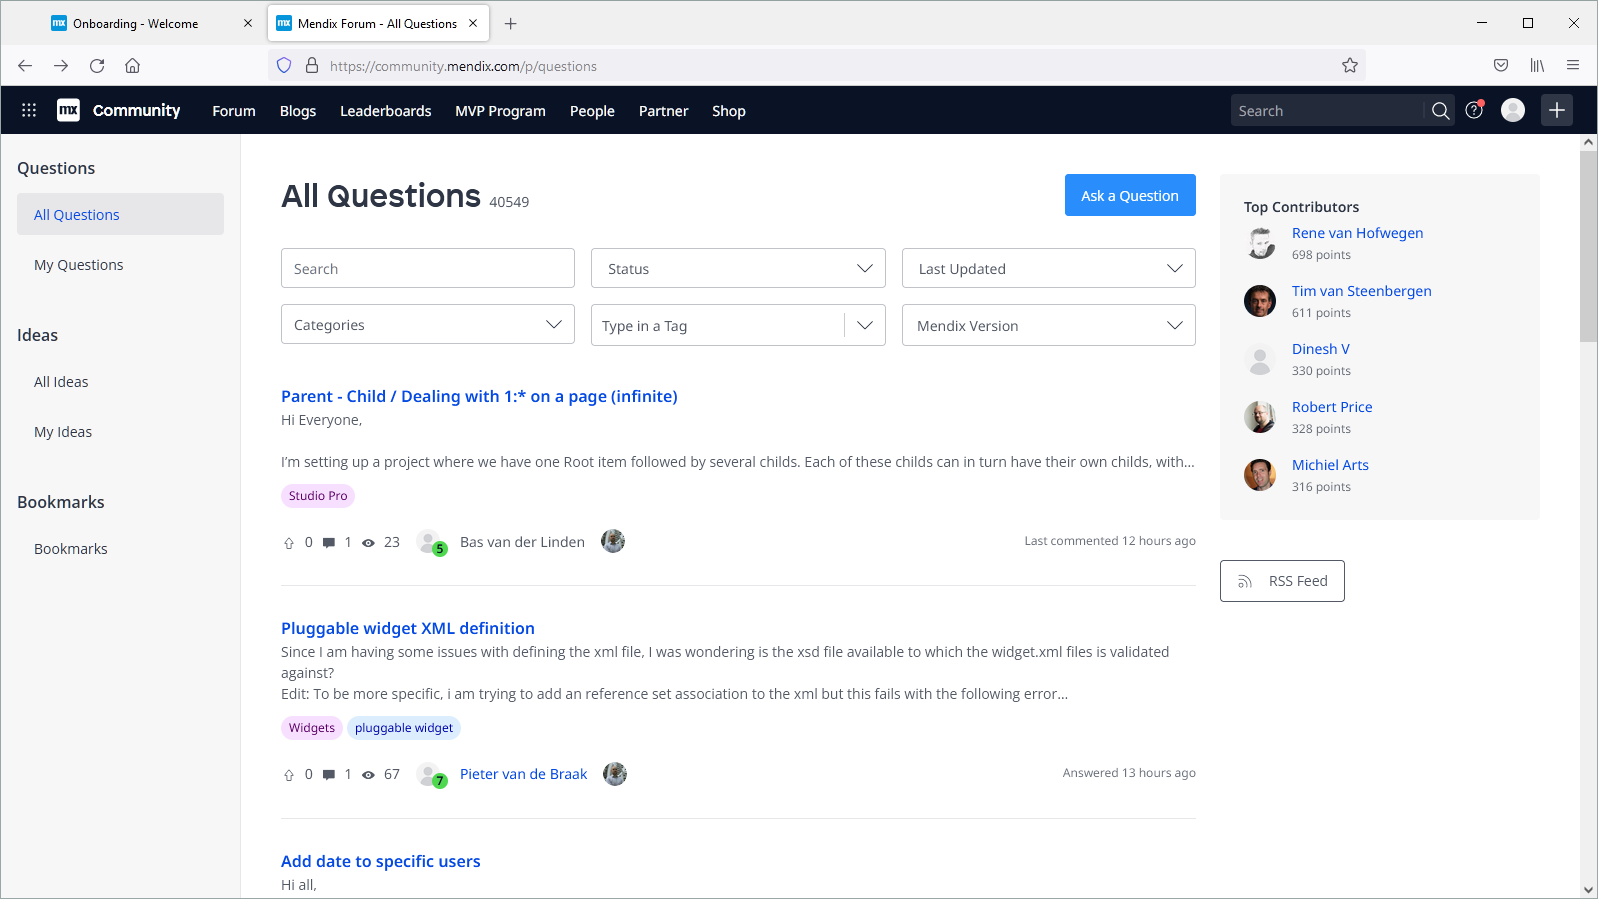 mx Onboarding - Welcome
mx Mendix Forum - All Questions
https://community.mendix.com/p/questions
mx Community Forum Blogs Leaderboards MVP Program People Partner Shop Search
Questions
All Questions
My Questions
Ideas
All Ideas
My Ideas
Bookmarks
Bookmarks
All Questions 40549
Ask a Question
Search
Status
Last Updated
Categories
Type in a Tag
Mendix Version
Parent - Child / Dealing with 1:* on a page (infinite)
Hi Everyone,
I’m setting up a project where we have one Root item followed by several childs. Each of these childs can in turn have their own childs, with...
Studio Pro
0 1 23 5 Bas van der Linden Last commented 12 hours ago
Pluggable widget XML definition
Since I am having some issues with defining the xml file, I was wondering is the xsd file available to which the widget.xml files is validated
against?
Edit: To be more specific, i am trying to add an reference set association to the xml but this fails with the following error...
Widgets pluggable widget
0 1 67 7 Pieter van de Braak Answered 13 hours ago
Add date to specific users
Hi all,
Top Contributors
Rene van Hofwegen
698 points
Tim van Steenbergen
611 points
Dinesh V
330 points
Robert Price
328 points
Michiel Arts
316 points
RSS Feed